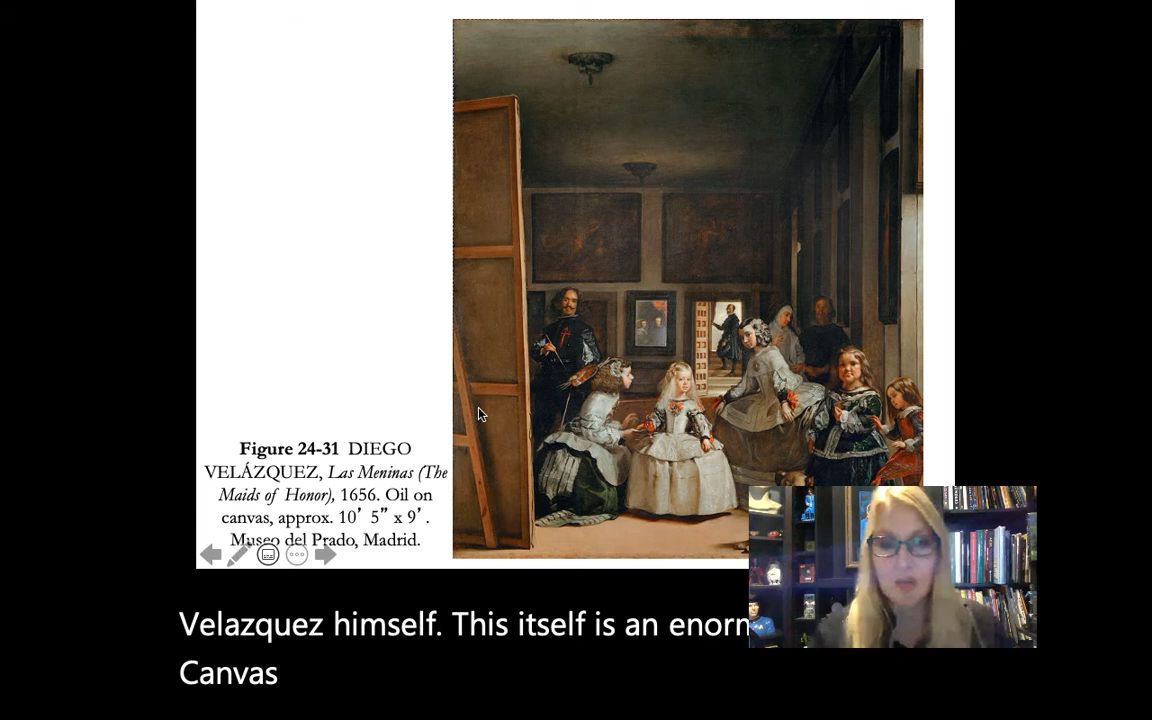 Figure 24-31 DIEGO
VELÁZQUEZ, Las Meninas (The
Maids of Honor), 1656. Oil on
canvas, approx. 10’ 5” x 9’.
Museo del Prado, Madrid.
Velazquez himself. This itself is an
Canvas